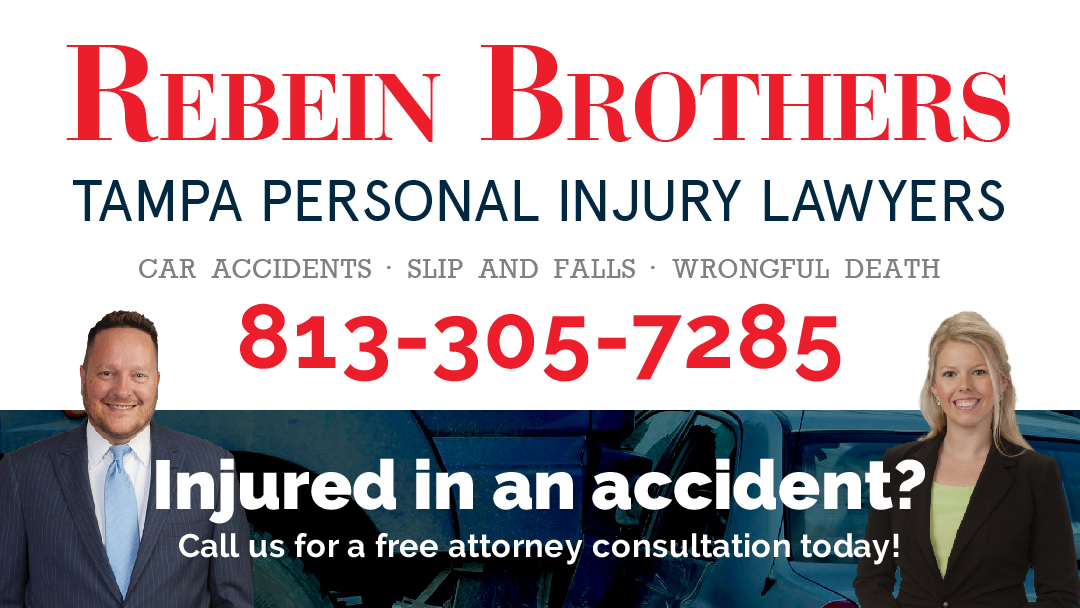 REBEIN BROTHERS
TAMPA PERSONAL INJURY LAWYERS
CAR ACCIDENTS · SLIP AND FALLS · WRONGFUL DEATH
813-305-7285
Injured in an accident?
Call us for a free attorney consultation today!